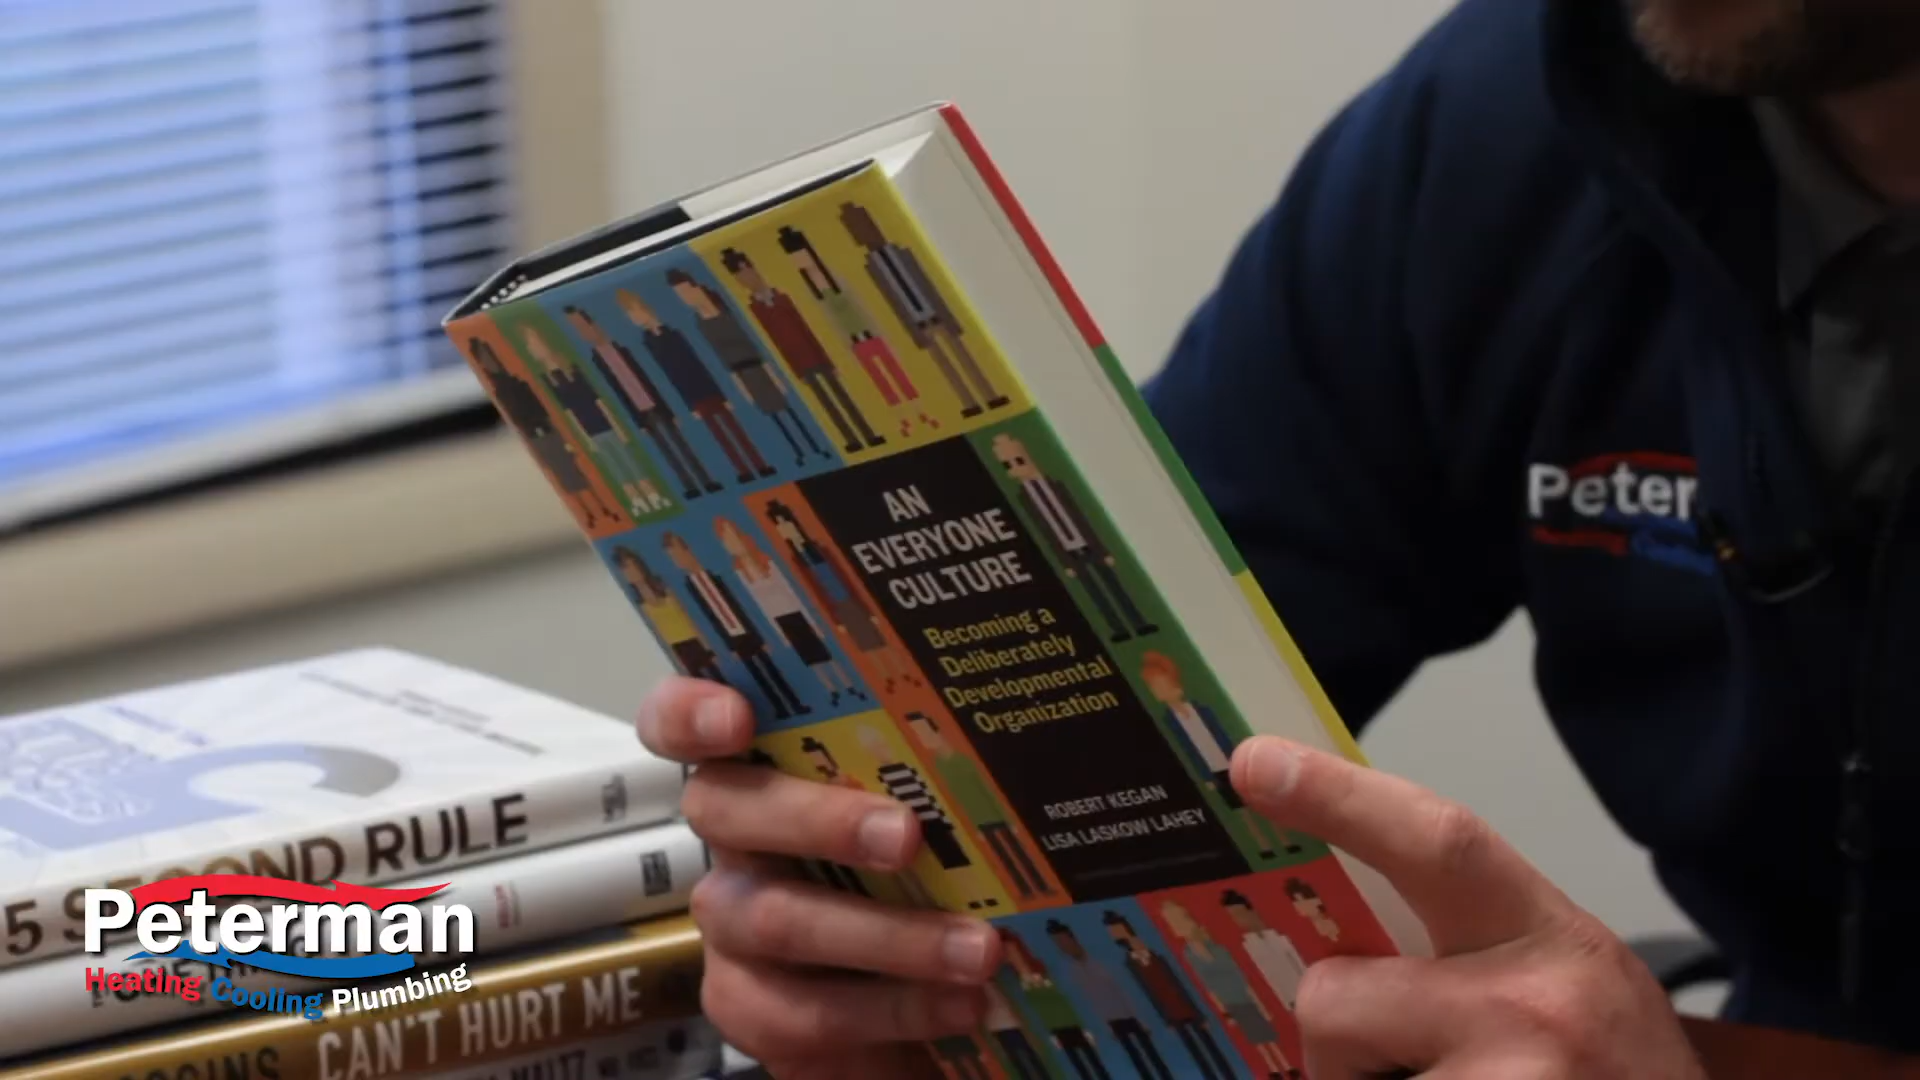 AN
EVERYONE
CULTURE
Becoming a
Deliberately
Developmental
Organization
ROBERT KEGAN
LISA LASKOW LAHEY
Peter
5 SECOND RULE
CAN'T HURT ME
Peterman
Heating Cooling Plumbing